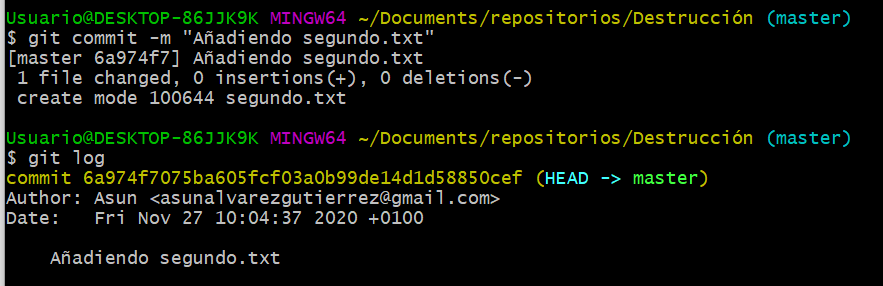 Usuario@DESKTOP-86JJK9K MINGW64 ~/Documents/repositorios/Destrucción (master)
$ git commit -m "Añadiendo segundo.txt"
[master 6a974f7] Añadiendo segundo.txt
 1 file changed, 0 insertions(+), 0 deletions(-)
 create mode 100644 segundo.txt

Usuario@DESKTOP-86JJK9K MINGW64 ~/Documents/repositorios/Destrucción (master)
$ git log
commit 6a974f7075ba605fcf03a0b99de14d1d58850cef (HEAD -> master)
Author: Asun <asunalvarezgutierrez@gmail.com>
Date:   Fri Nov 27 10:04:37 2020 +0100

    Añadiendo segundo.txt